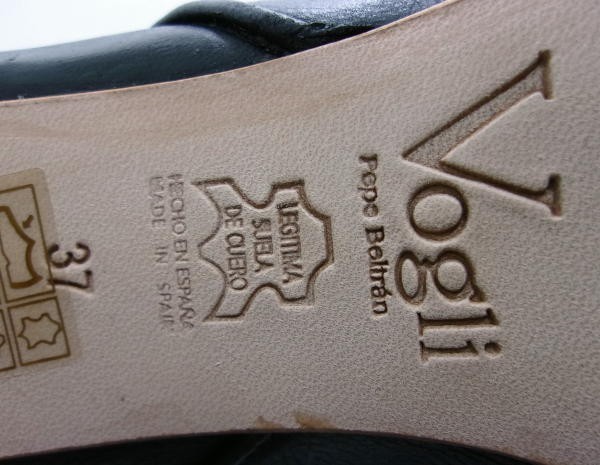 Vogli
Pepe Beltrán
LEGITIMA
SUELA
DE CUERO
HECHO EN ESPAÑA
MADE IN SPAIN
37